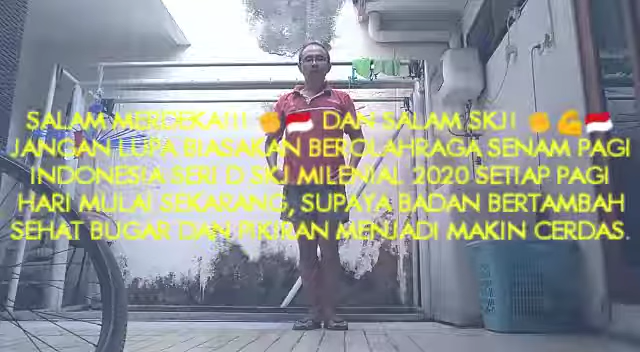 SALAM MERDEKA!!! ✊🇮🇩 DAN SALAM SKJ! ✊💪🇮🇩
JANGAN LUPA BIASAKAN BEROLAHRAGA SENAM PAGI
INDONESIA SERI D SKJ MILENIAL 2020 SETIAP PAGI
HARI MULAI SEKARANG, SUPAYA BADAN BERTAMBAH
SEHAT BUGAR DAN PIKIRAN MENJADI MAKIN CERDAS.